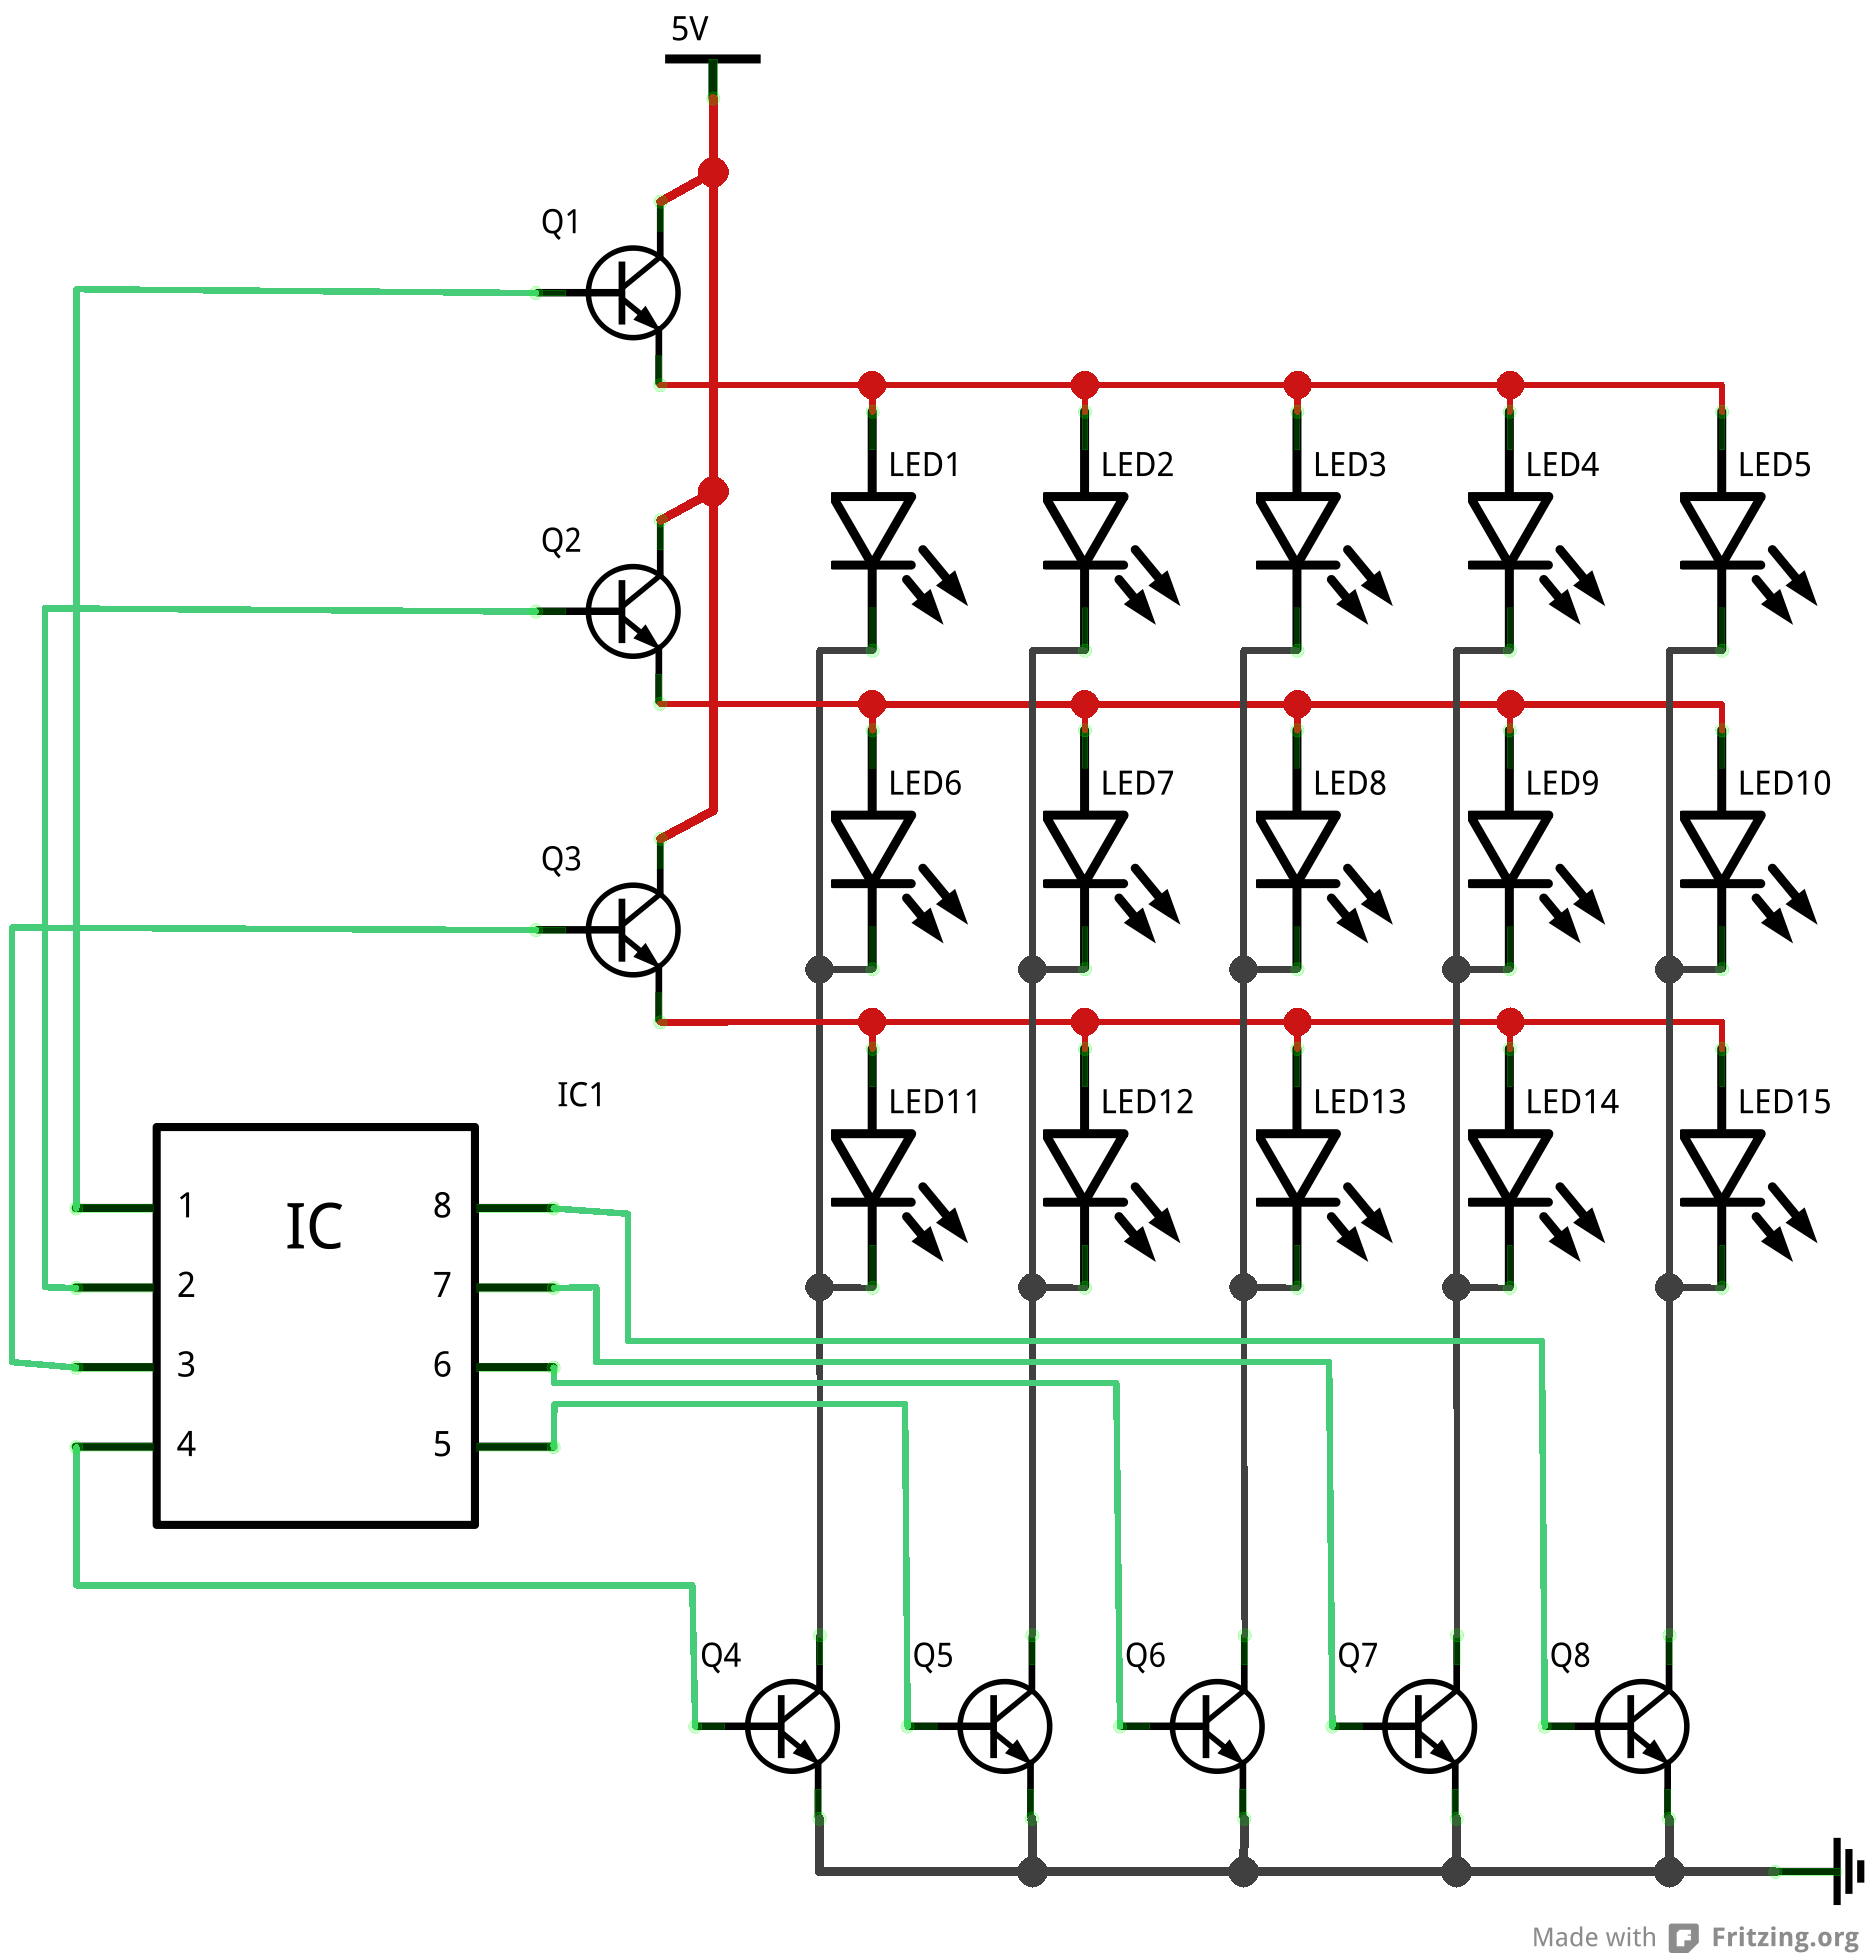 5V
Q1
LED1 LED2 LED3 LED4 LED5
Q2
LED6 LED7 LED8 LED9 LED10
Q3
IC1
LED11 LED12 LED13 LED14 LED15
1 IC 8
2 7
3 6
4 5
Q4 Q5 Q6 Q7 Q8
Made with Fritzing.org